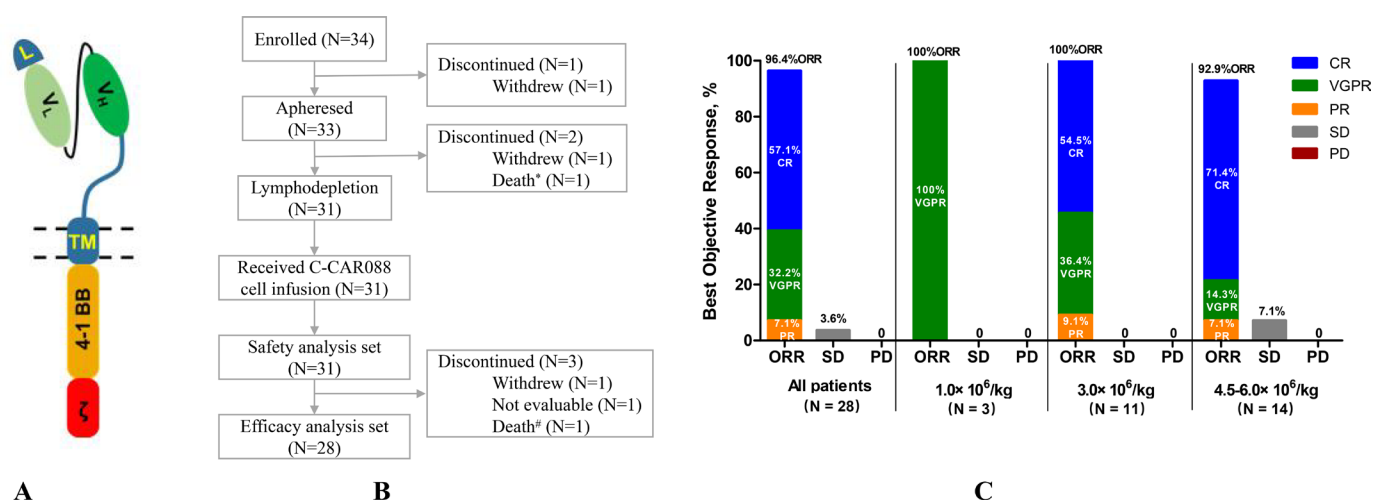 L
VL
VH
TM
4-1 BB
ζ
A
Enrolled (N=34)
Discontinued (N=1)
Withdrew (N=1)
Apheresed
(N=33)
Discontinued (N=2)
Withdrew (N=1)
Death* (N=1)
Lymphodepletion
(N=31)
Received C-CAR088
cell infusion (N=31)
Safety analysis set
(N=31)
Discontinued (N=3)
Withdrew (N=1)
Not evaluable (N=1)
Death# (N=1)
Efficacy analysis set
(N=28)
B
Best Objective Response, %
100
80
60
40
20
0
96.4%ORR
57.1%
CR
32.2%
VGPR
7.1%
PR
3.6%
0
ORR SD PD
All patients
(N = 28)
100%ORR
100%
VGPR
0 0
ORR SD PD
1.0× 10⁶/kg
(N = 3)
100%ORR
54.5%
CR
36.4%
VGPR
9.1%
PR
0 0
ORR SD PD
3.0× 10⁶/kg
(N = 11)
92.9%ORR
71.4%
CR
14.3%
VGPR
7.1%
PR
7.1%
0
ORR SD PD
4.5-6.0× 10⁶/kg
(N = 14)
CR
VGPR
PR
SD
PD
C